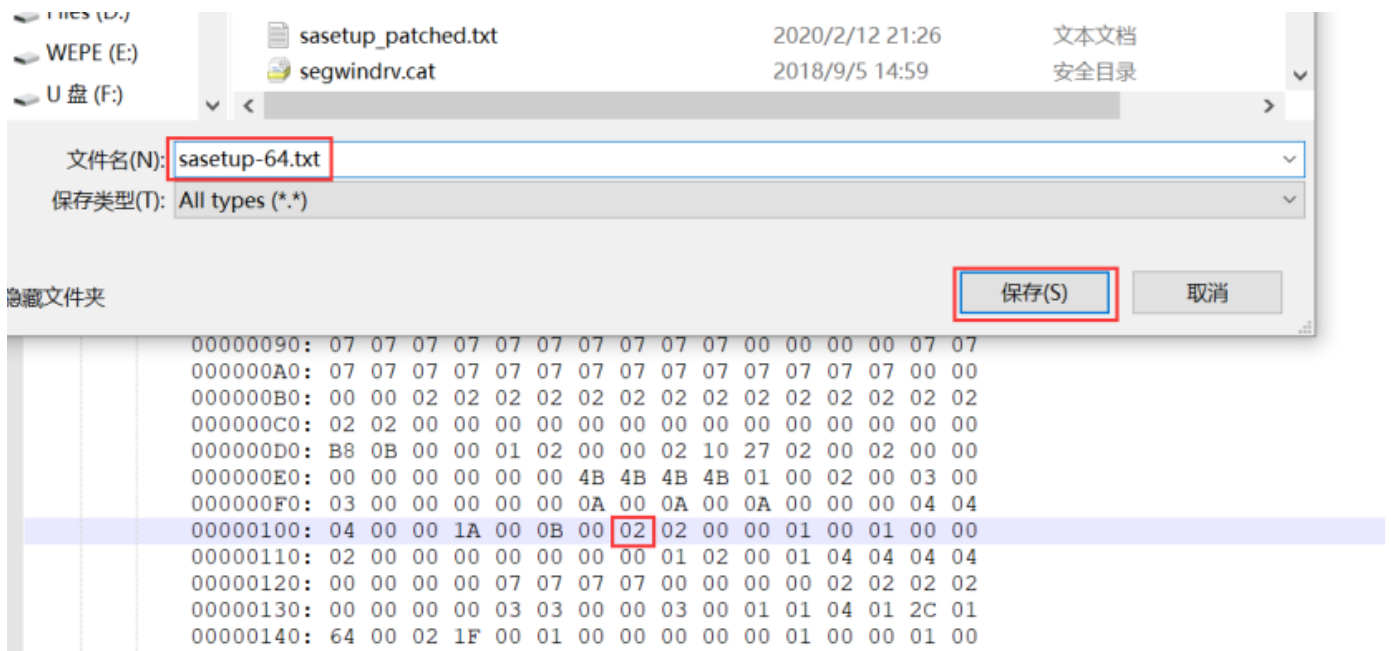 Files (D:)
sasetup_patched.txt 2020/2/12 21:26 文本文档
WEPE (E:)
segwindrv.cat 2018/9/5 14:59 安全目录
U 盘 (F:)
文件名(N): sasetup-64.txt
保存类型(T): All types (*.*)
隐藏文件夹 保存(S) 取消
00000090: 07 07 07 07 07 07 07 07 07 07 00 00 00 00 07 07
000000A0: 07 07 07 07 07 07 07 07 07 07 07 07 07 07 00 00
000000B0: 00 00 02 02 02 02 02 02 02 02 02 02 02 02 02 02
000000C0: 02 02 00 00 00 00 00 00 00 00 00 00 00 00 00 00
000000D0: B8 0B 00 00 01 02 00 00 02 10 27 02 00 02 00 00
000000E0: 00 00 00 00 00 00 4B 4B 4B 4B 01 00 02 00 03 00
000000F0: 03 00 00 00 00 00 0A 00 0A 00 0A 00 00 00 04 04
00000100: 04 00 00 1A 00 0B 00 02 02 00 00 01 00 01 00 00
00000110: 02 00 00 00 00 00 00 00 01 02 00 01 04 04 04 04
00000120: 00 00 00 00 07 07 07 07 00 00 00 00 02 02 02 02
00000130: 00 00 00 00 03 03 00 00 03 00 01 01 04 01 2C 01
00000140: 64 00 02 1F 00 01 00 00 00 00 00 01 00 00 01 00